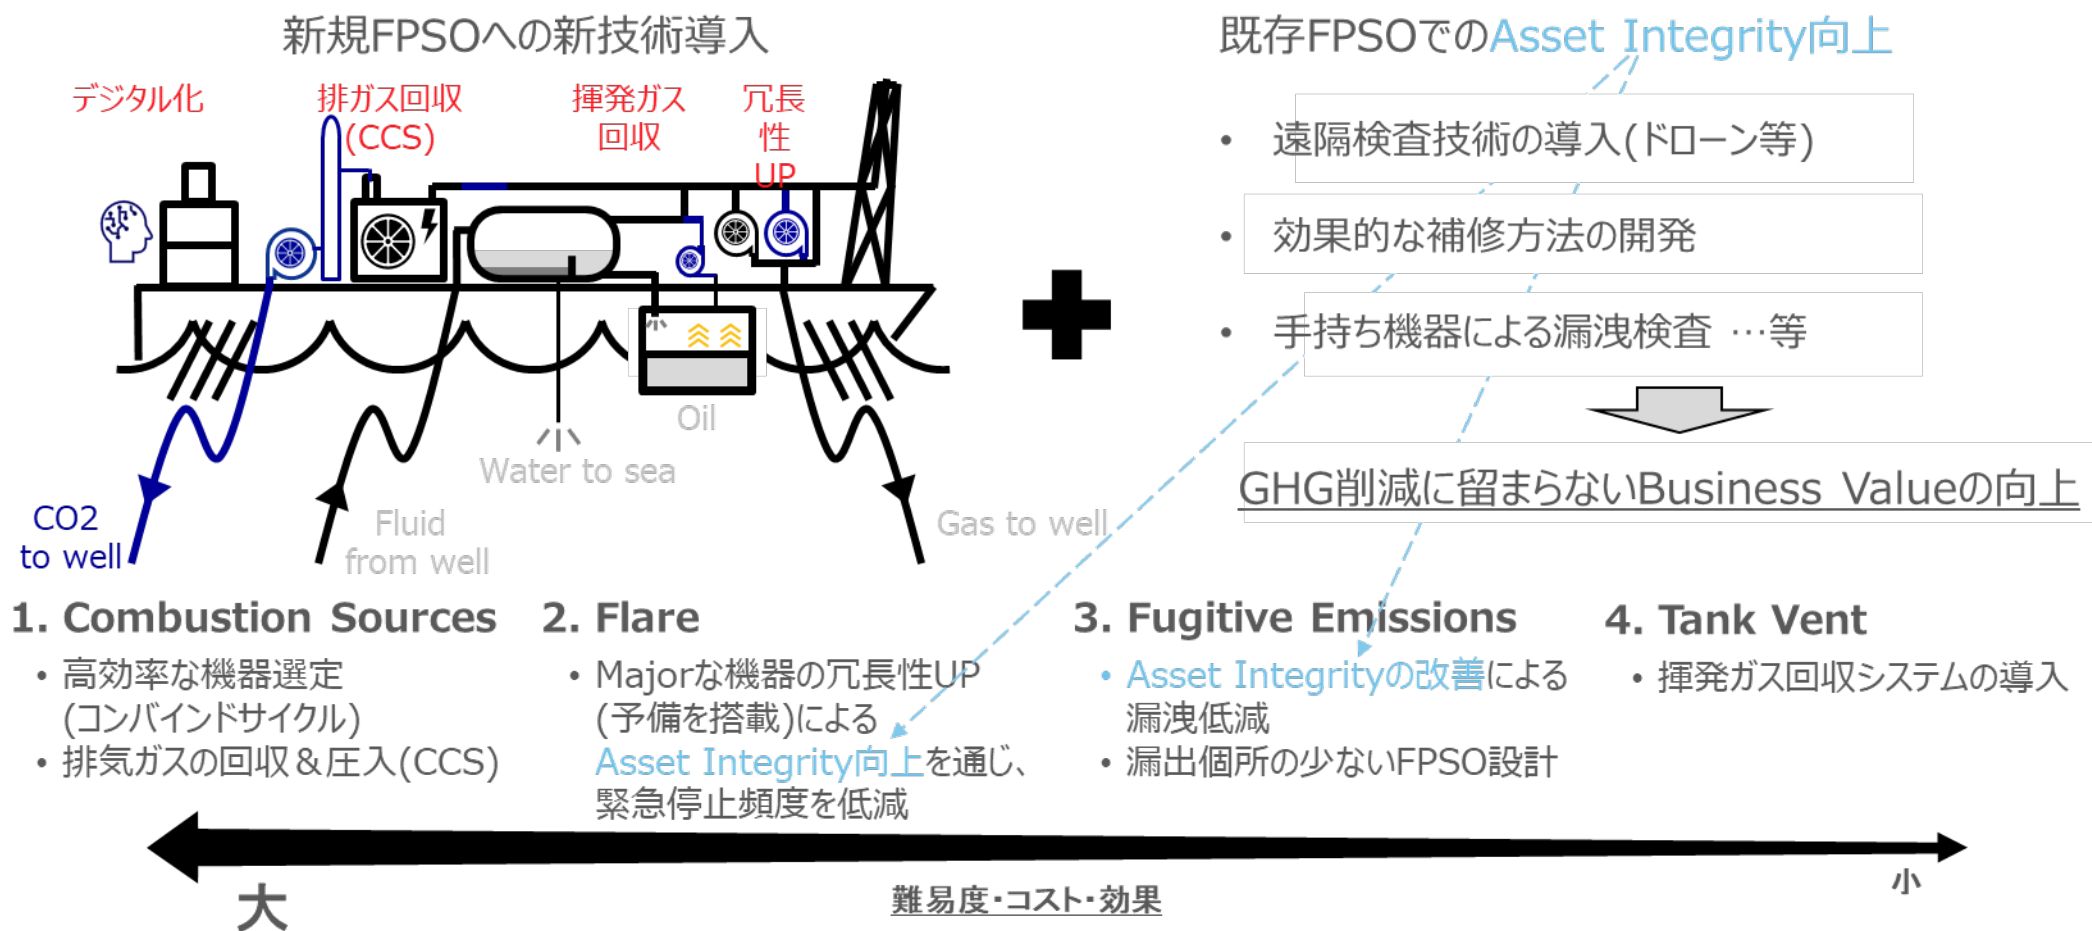 新規FPSOへの新技術導入
デジタル化
排ガス回収
(CCS)
揮発ガス
回収
冗長
性
UP
Oil
Water to sea
CO2
to well
Fluid
from well
Gas to well
既存FPSOでのAsset Integrity向上
• 遠隔検査技術の導入(ドローン等)
• 効果的な補修方法の開発
• 手持ち機器による漏洩検査 …等
GHG削減に留まらないBusiness Valueの向上
1. Combustion Sources
• 高効率な機器選定
(コンバインドサイクル)
• 排気ガスの回収＆圧入(CCS)
2. Flare
• Majorな機器の冗長性UP
(予備を搭載)による
Asset Integrity向上を通じ、
緊急停止頻度を低減
3. Fugitive Emissions
• Asset Integrityの改善による
漏洩低減
• 漏出個所の少ないFPSO設計
4. Tank Vent
• 揮発ガス回収システムの導入
大
難易度・コスト・効果
小